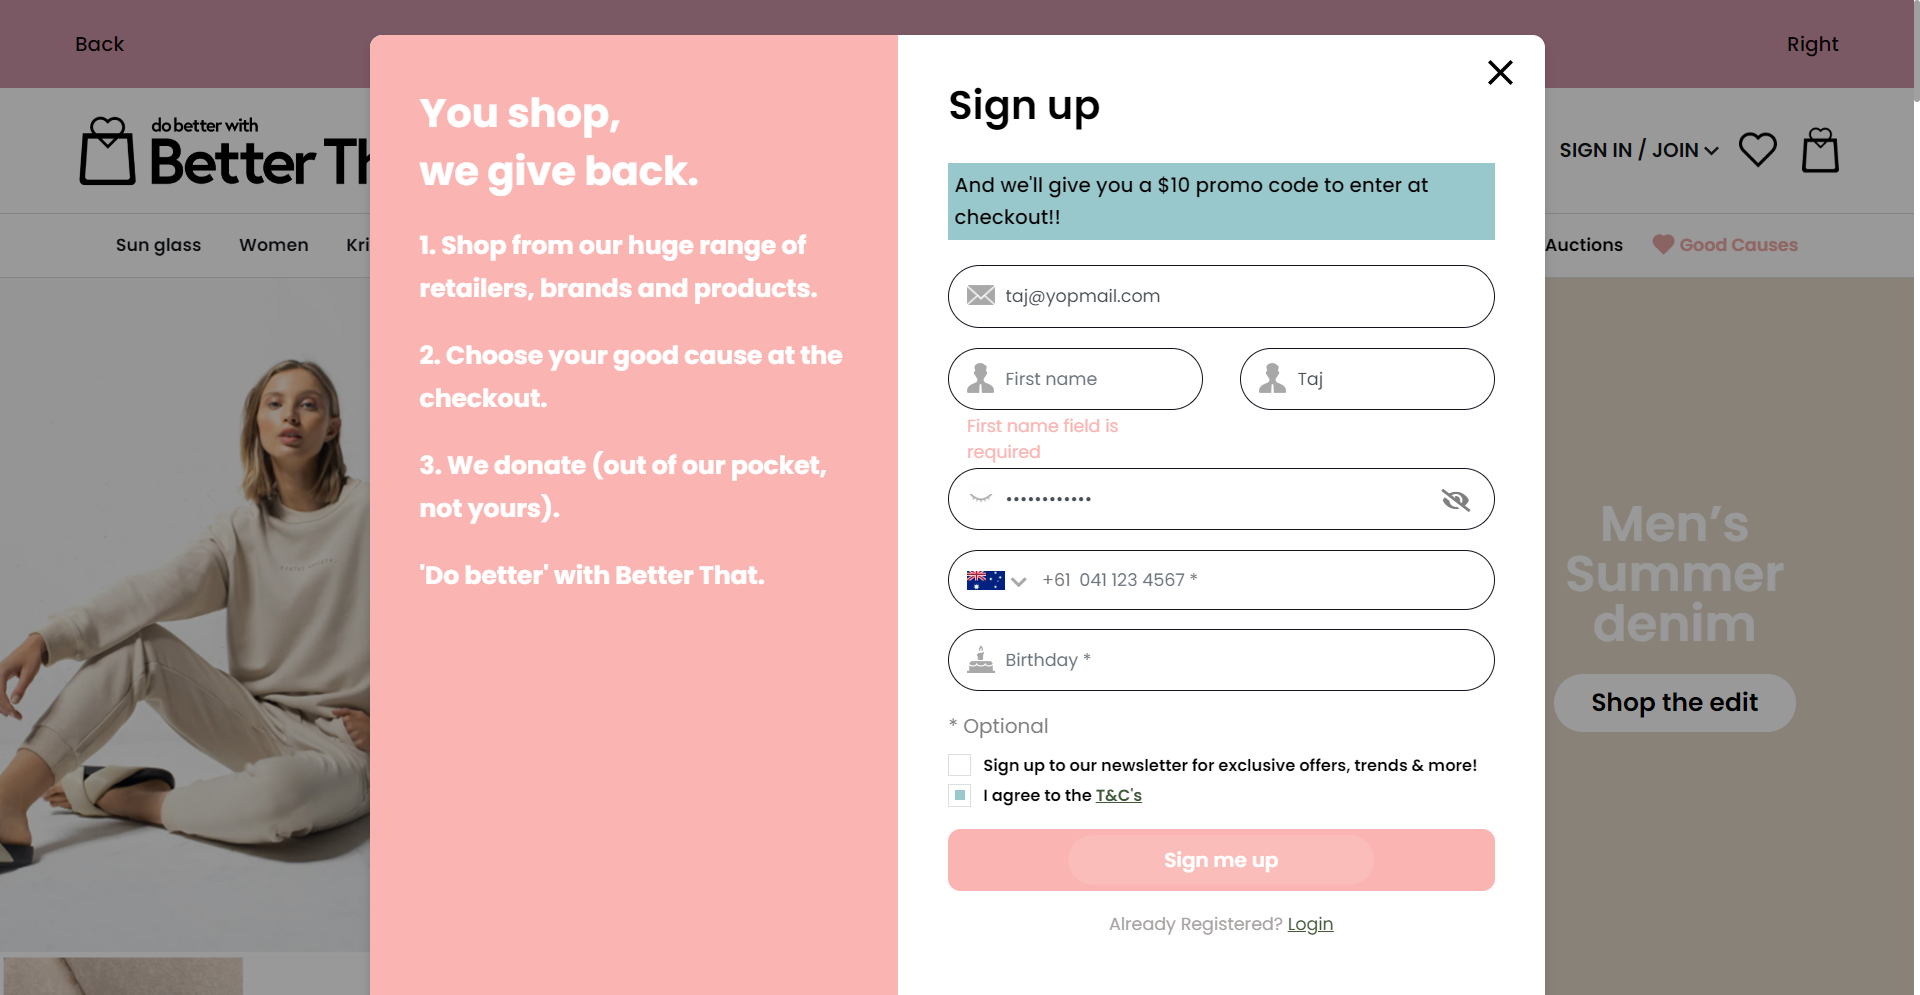 Back
Right
do better with
Better Th
SIGN IN / JOIN
Sun glass
Women
Kri
Auctions
Good Causes
You shop,
we give back.
1. Shop from our huge range of
retailers, brands and products.
2. Choose your good cause at the
checkout.
3. We donate (out of our pocket,
not yours).
'Do better' with Better That.
Sign up
And we'll give you a $10 promo code to enter at
checkout!!
taj@yopmail.com
First name
Taj
First name field is
required
••••••••••••
+61 041 123 4567 *
Birthday *
* Optional
Sign up to our newsletter for exclusive offers, trends & more!
I agree to the T&C's
Sign me up
Already Registered? Login
Men’s
Summer
denim
Shop the edit